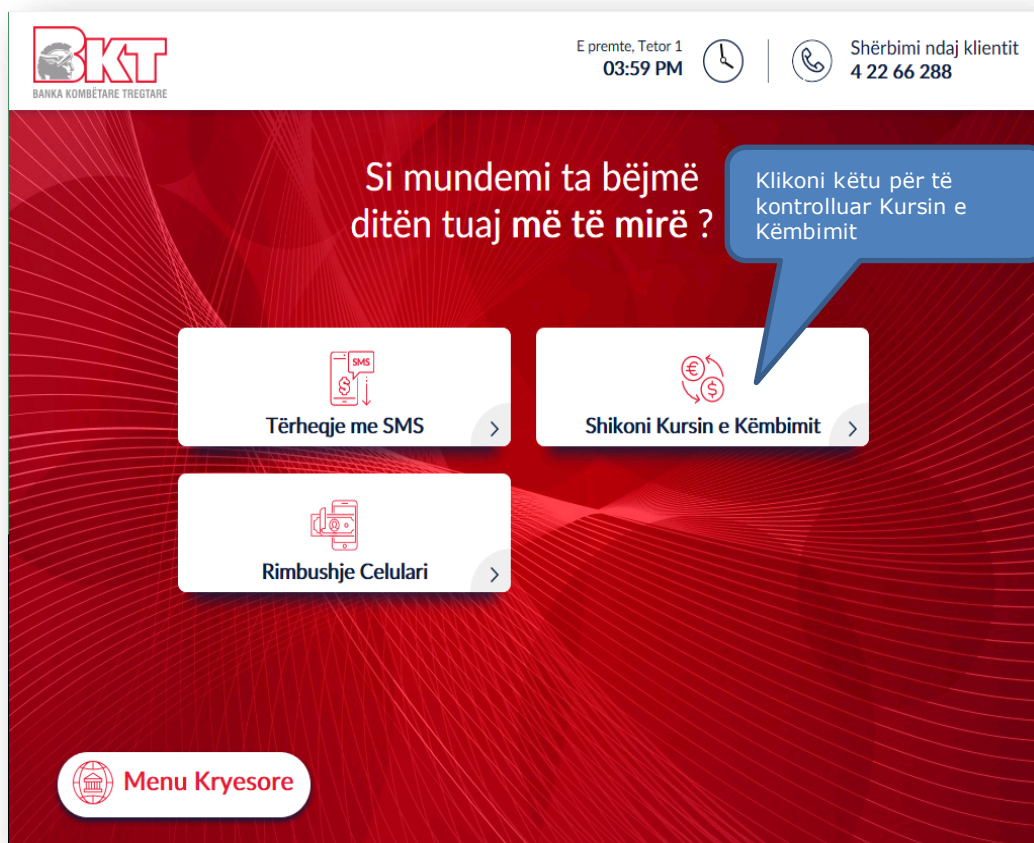 BKT
BANKA KOMBËTARE TREGTARE
E premte, Tetor 1
03:59 PM
Shërbimi ndaj klientit
4 22 66 288
Si mundemi ta bëjmë
ditën tuaj më të mirë ?
Klikoni këtu për të
kontrolluar Kursin e
Këmbimit
SMS
Tërheqje me SMS
Shikoni Kursin e Këmbimit
Rimbushje Celulari
Menu Kryesore